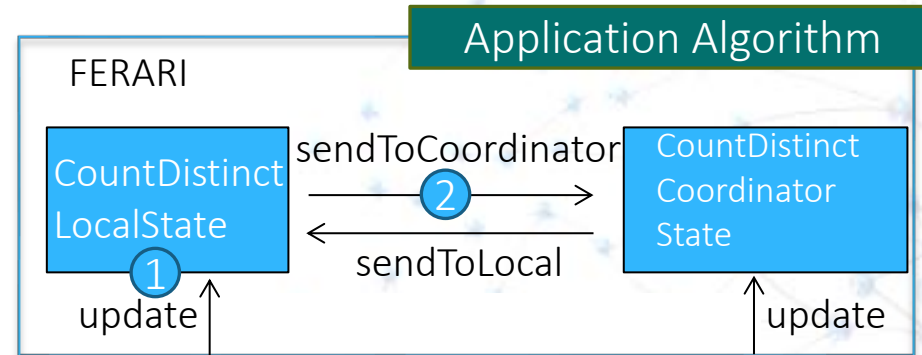 Application Algorithm
FERARI
CountDistinct
LocalState
1
update
sendToCoordinator
2
sendToLocal
CountDistinct
Coordinator
State
update